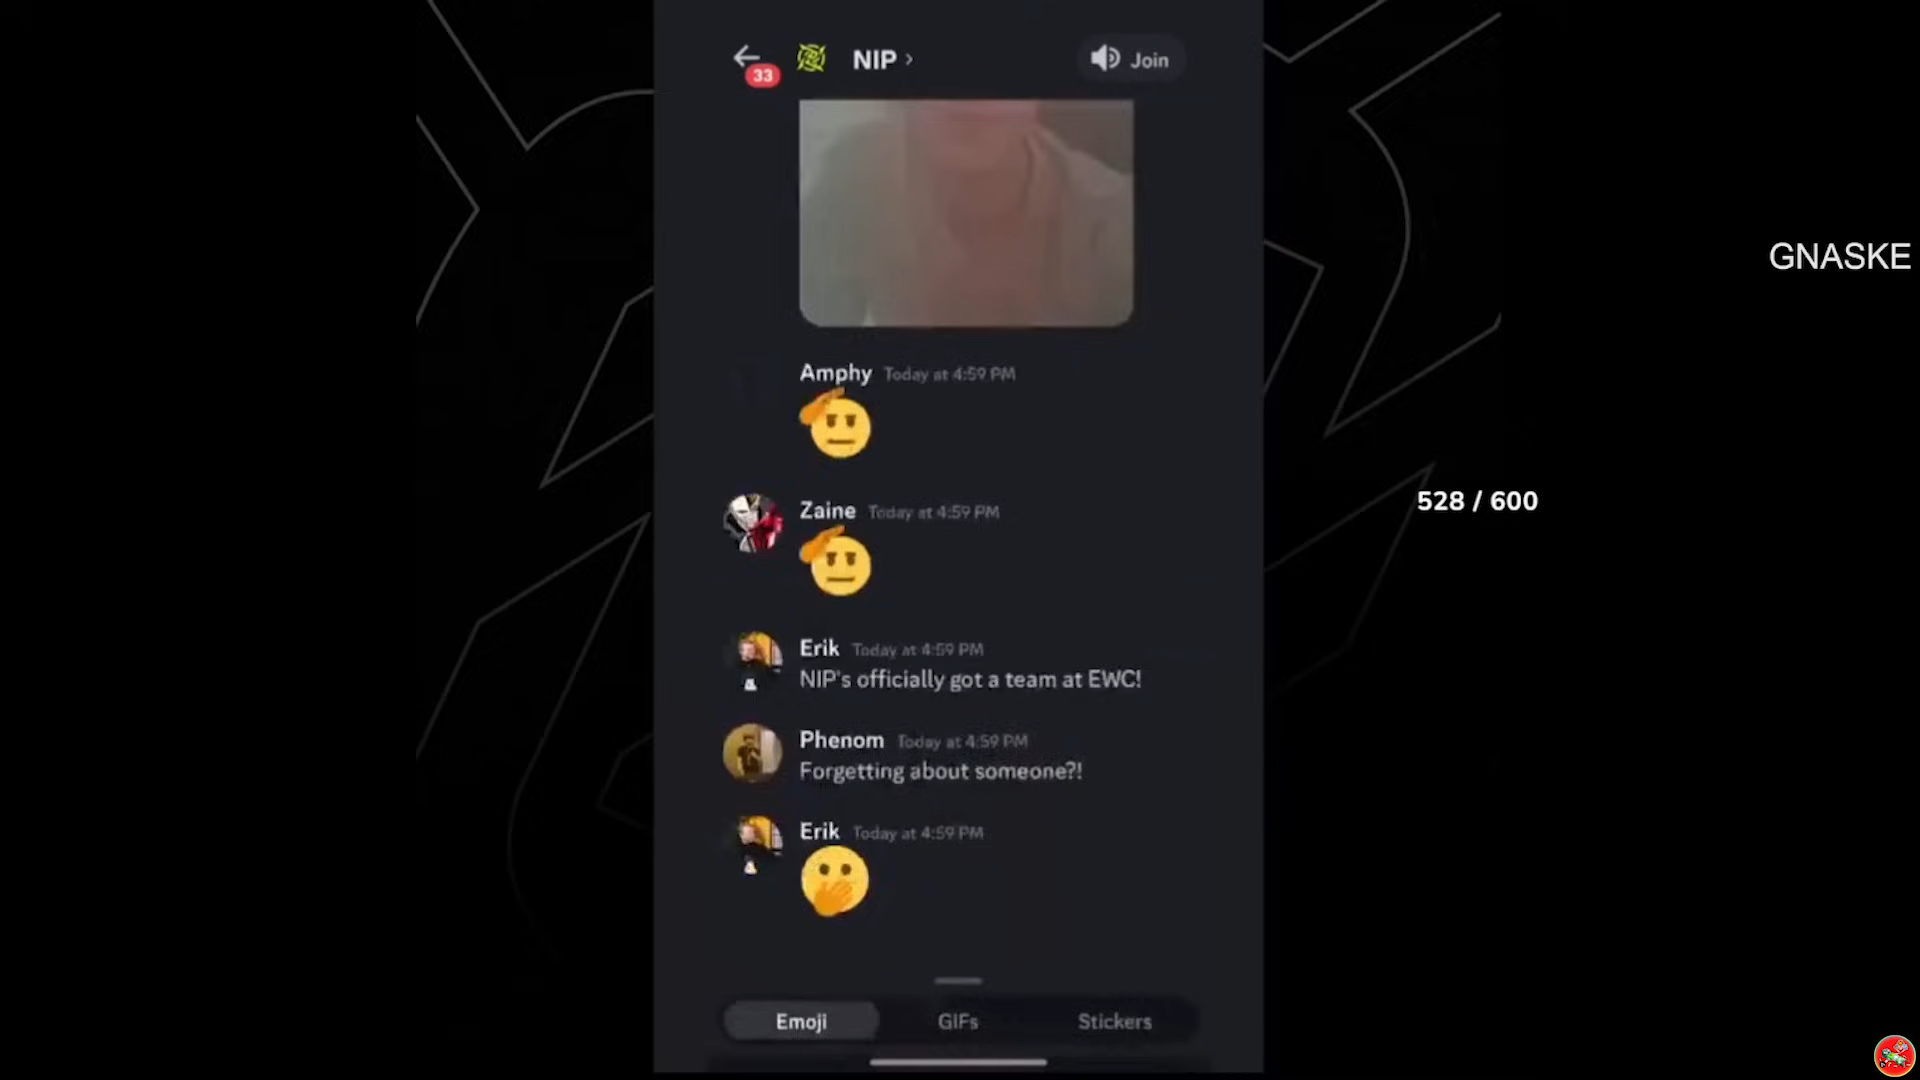 33
NIP >
Join
GNASKE
Amphy Today at 4:59 PM
528 / 600
Zaine Today at 4:59 PM
Erik Today at 4:59 PM
NIP's officially got a team at EWC!
Phenom Today at 4:59 PM
Forgetting about someone?!
Erik Today at 4:59 PM
Emoji
GIFs
Stickers